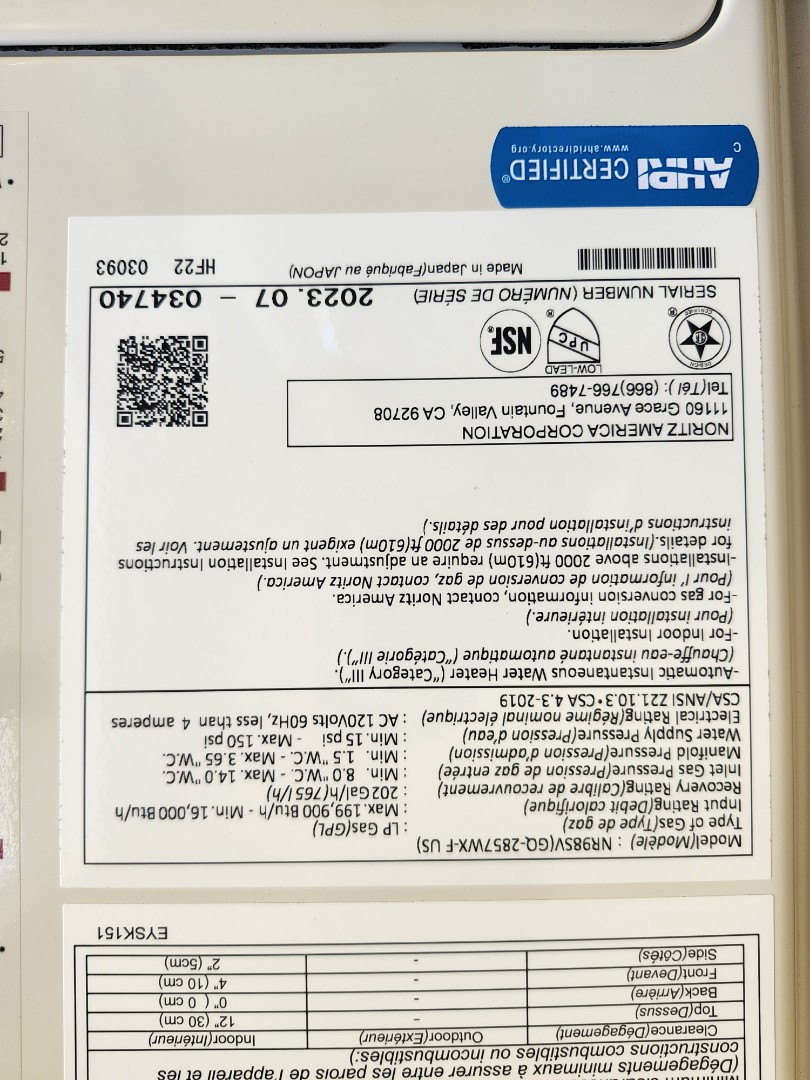 (Dégagements minimaux à assurer entre les parois de l'appareil et les
constructions combustibles ou incombustibles:)
Clearance(Dégagement) Outdoor(Extérieur) Indoor(Intérieur)
Top(Dessus) - 12" (30 cm)
Back(Arrière) - 0" ( 0 cm)
Front(Devant) - 4" (10 cm)
Side(Côtés) - 2" (5cm)
EYSK151
Model(Modèle) : NR98SV(GQ-2857WX-F US)
Type of Gas(Type de gaz) : LP Gas(GPL)
Input Rating(Debit calorifique) : Max. 199,900 Btu/h - Min. 16,000 Btu/h
Recovery Rating(Calibre de recouvrement) : 202 Gal/h(765 l/h)
Inlet Gas Pressure(Pression de gaz entrée) : Min. 8.0 "W.C. - Max. 14.0 "W.C.
Manifold Pressure(Pression d'admission) : Min. 1.5 "W.C. - Max. 3.65 "W.C.
Water Supply Pressure(Pression d'eau) : Min. 15 psi - Max. 150 psi
Electrical Rating(Régime nominal électrique) : AC 120Volts 60Hz, less than 4 amperes
CSA/ANSI Z21.10.3・CSA 4.3-2019
-Automatic Instantaneous Water Heater ("Category III").
(Chauffe-eau instantané automatique ("Catégorie III").)
-For Indoor Installation.
(Pour installation intérieure.)
-For gas conversion information, contact Noritz America.
(Pour l' information de conversion de gaz, contact Noritz America.)
-Installations above 2000 ft(610m) require an adjustment. See Installation Instructions
for details.(Installations au-dessus de 2000 ft(610m) exigent un ajustement. Voir les
instructions d'installation pour des détails.)
NORITZ AMERICA CORPORATION
11160 Grace Avenue, Fountain Valley, CA 92708
Tel(Tél ): (866)766-7489
DESIGN CERTIFIED ®
LOW-LEAD
UPC ®
NSF®
SERIAL NUMBER (NUMÉRO DE SÉRIE) 2023.07 - 034740
Made in Japan(Fabriqué au JAPON) HF22 03093
AHRI CERTIFIED®
www.ahridirectory.org
C